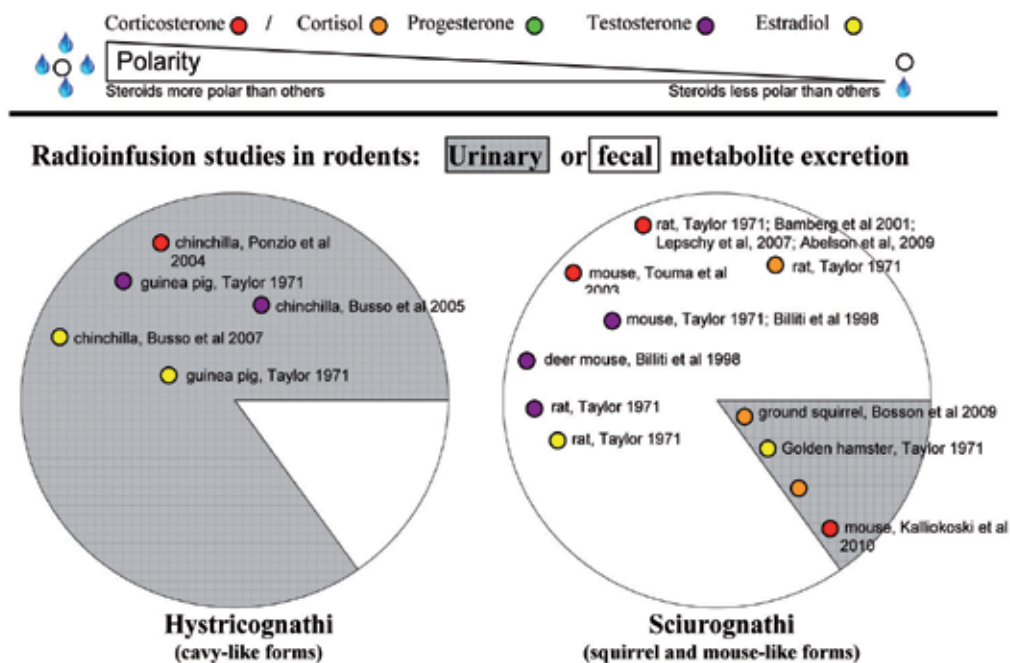 Corticosterone / Cortisol Progesterone Testosterone Estradiol
Polarity
Steroids more polar than others Steroids less polar than others
Radioinfusion studies in rodents: Urinary or fecal metabolite excretion
chinchilla, Ponzio et al
2004
guinea pig, Taylor 1971
chinchilla, Busso et al 2005
chinchilla, Busso et al 2007
guinea pig, Taylor 1971
Hystricognathi
(cavy-like forms)
rat, Taylor 1971; Bamberg et al 2001;
Lepschy et al, 2007; Abelson et al, 2009
rat, Taylor 1971
mouse, Touma et al
2003
mouse, Taylor 1971; Billiti et al 1998
deer mouse, Billiti et al 1998
rat, Taylor 1971
rat, Taylor 1971
ground squirrel, Bosson et al 2009
Golden hamster, Taylor 1971
mouse, Kalliokoski et al
2010
Sciurognathi
(squirrel and mouse-like forms)